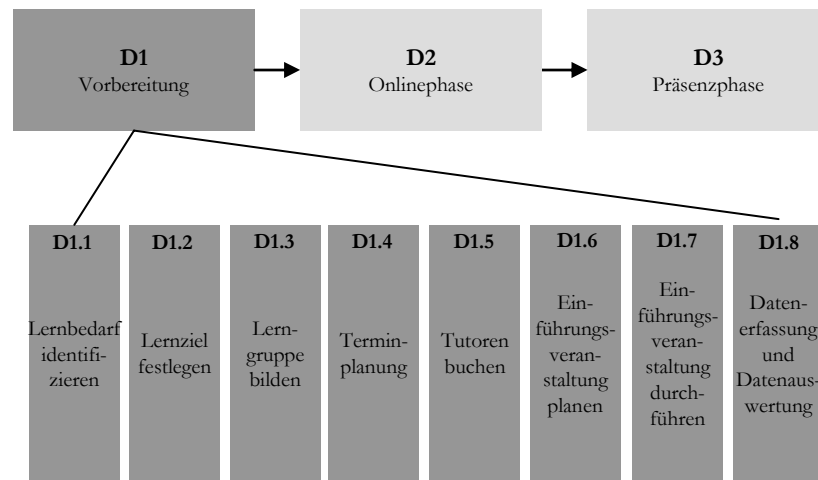 D1
Vorbereitung
D2
Onlinephase
D3
Präsenzphase
D1.1
Lernbedarf
identifi-
zieren
D1.2
Lernziel
festlegen
D1.3
Lern-
gruppe
bilden
D1.4
Termin-
planung
D1.5
Tutoren
buchen
D1.6
Ein-
führungs-
veran-
staltung
planen
D1.7
Ein-
führungs-
veran-
staltung
durch-
führen
D1.8
Daten-
erfassung
und
Datenaus-
wertung